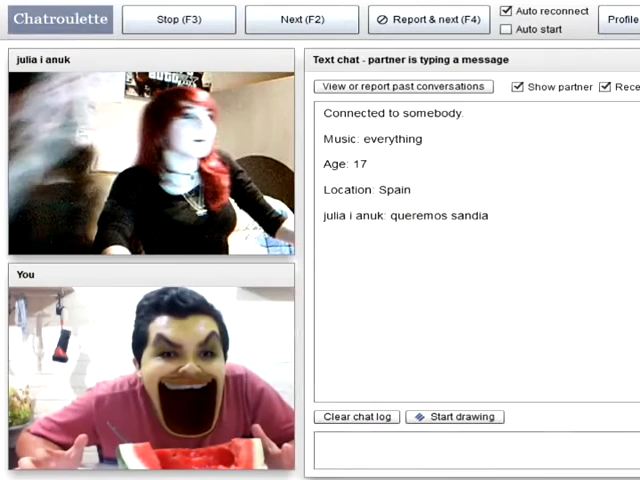 Chatroulette
Stop (F3)
Next (F2)
Report & next (F4)
Auto reconnect
Auto start
Profile
julia i anuk
Text chat - partner is typing a message
View or report past conversations
Show partner
Rece
Connected to somebody.
Music: everything
Age: 17
Location: Spain
julia i anuk: queremos sandia
You
Clear chat log
Start drawing